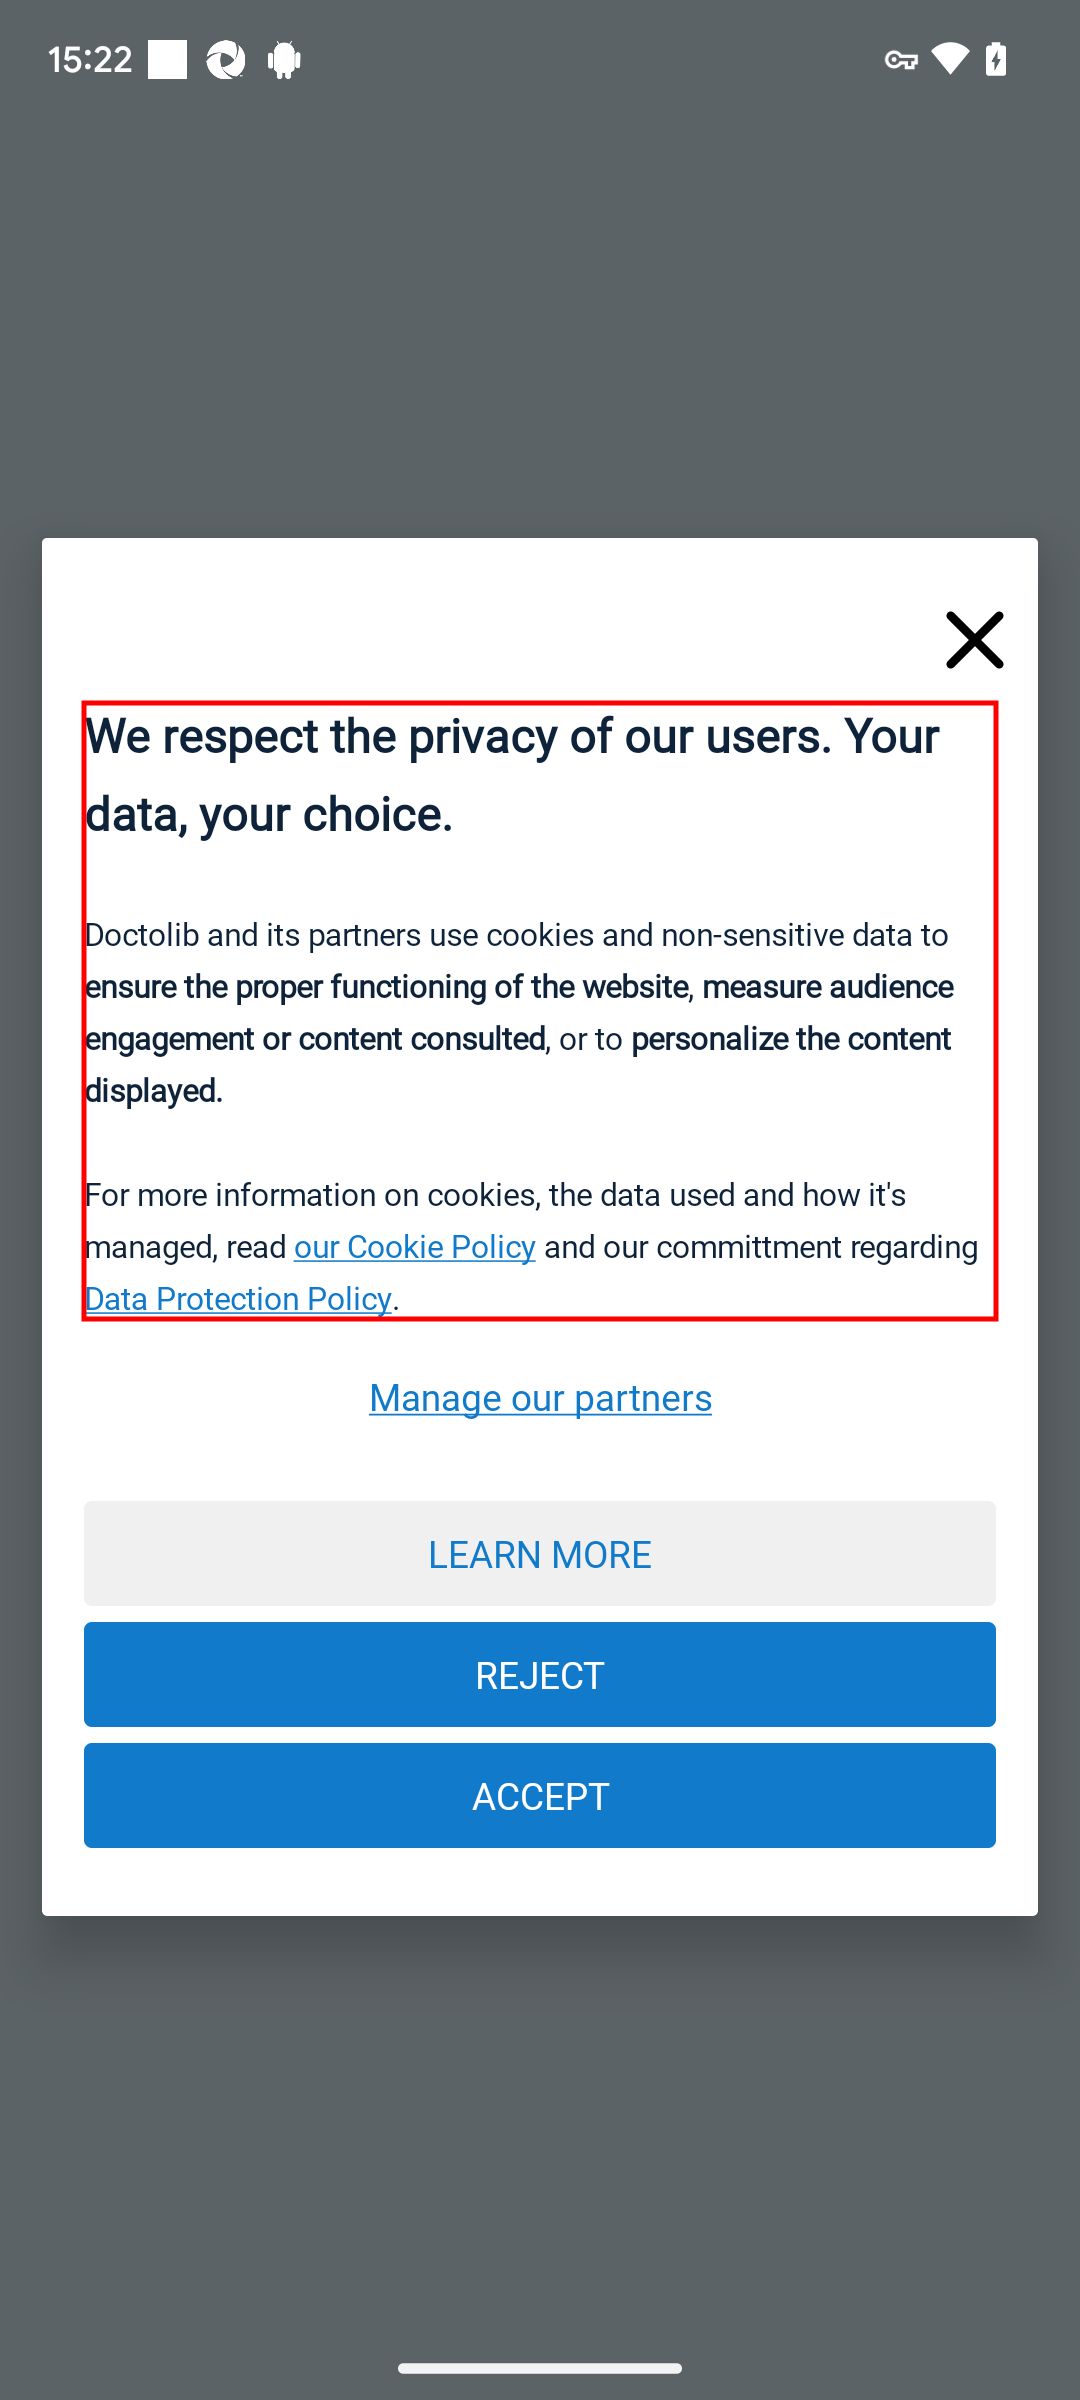 15:22
We respect the privacy of our users. Your
data, your choice.
Doctolib and its partners use cookies and non-sensitive data to
ensure the proper functioning of the website, measure audience
engagement or content consulted, or to personalize the content
displayed.
For more information on cookies, the data used and how it's
managed, read our Cookie Policy and our committment regarding
Data Protection Policy.
Manage our partners
LEARN MORE
REJECT
ACCEPT